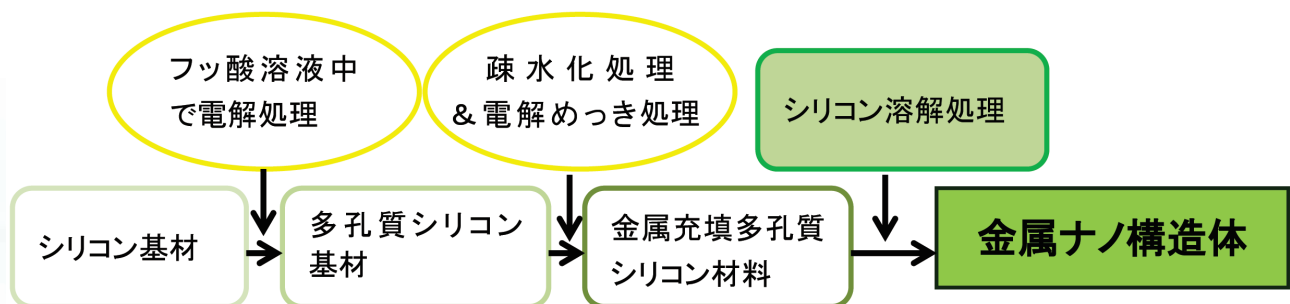 フッ酸溶液中
で電解処理
疎水化処理
&電解めっき処理
シリコン溶解処理
シリコン基材
多孔質シリコン
基材
金属充填多孔質
シリコン材料
金属ナノ構造体